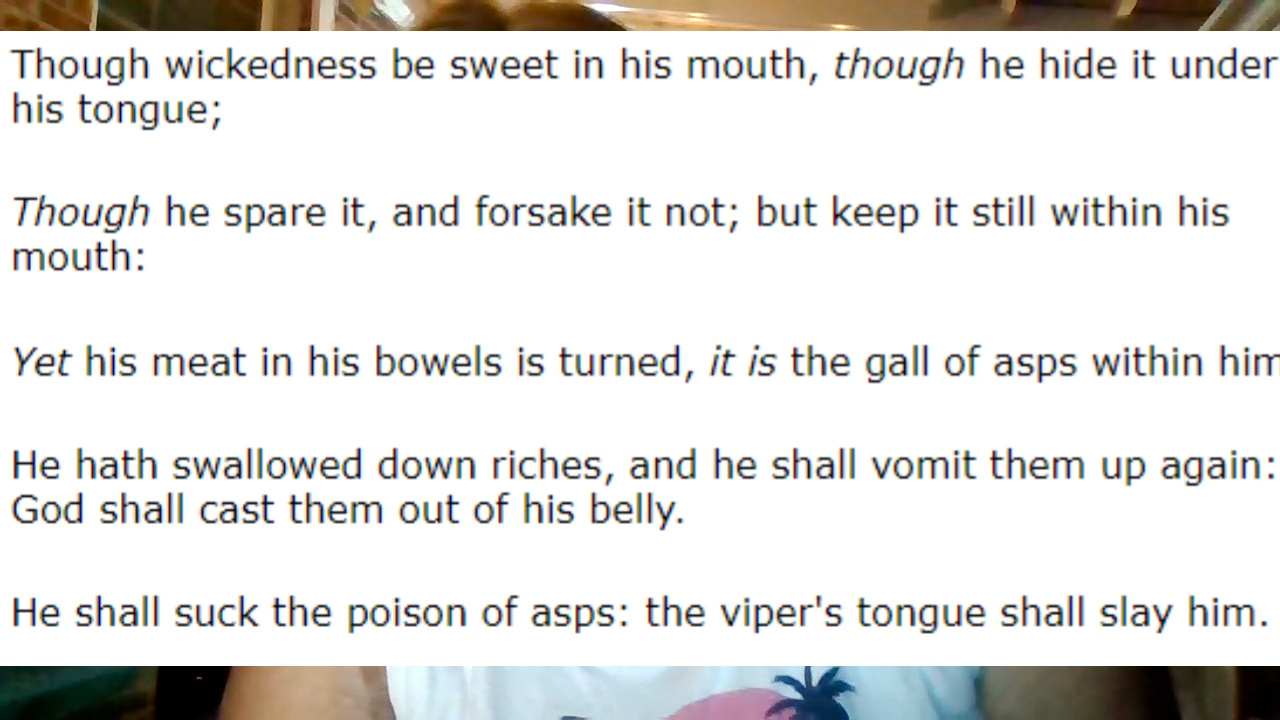 Though wickedness be sweet in his mouth, though he hide it under
his tongue;
Though he spare it, and forsake it not; but keep it still within his
mouth:
Yet his meat in his bowels is turned, it is the gall of asps within him
He hath swallowed down riches, and he shall vomit them up again:
God shall cast them out of his belly.
He shall suck the poison of asps: the viper's tongue shall slay him.